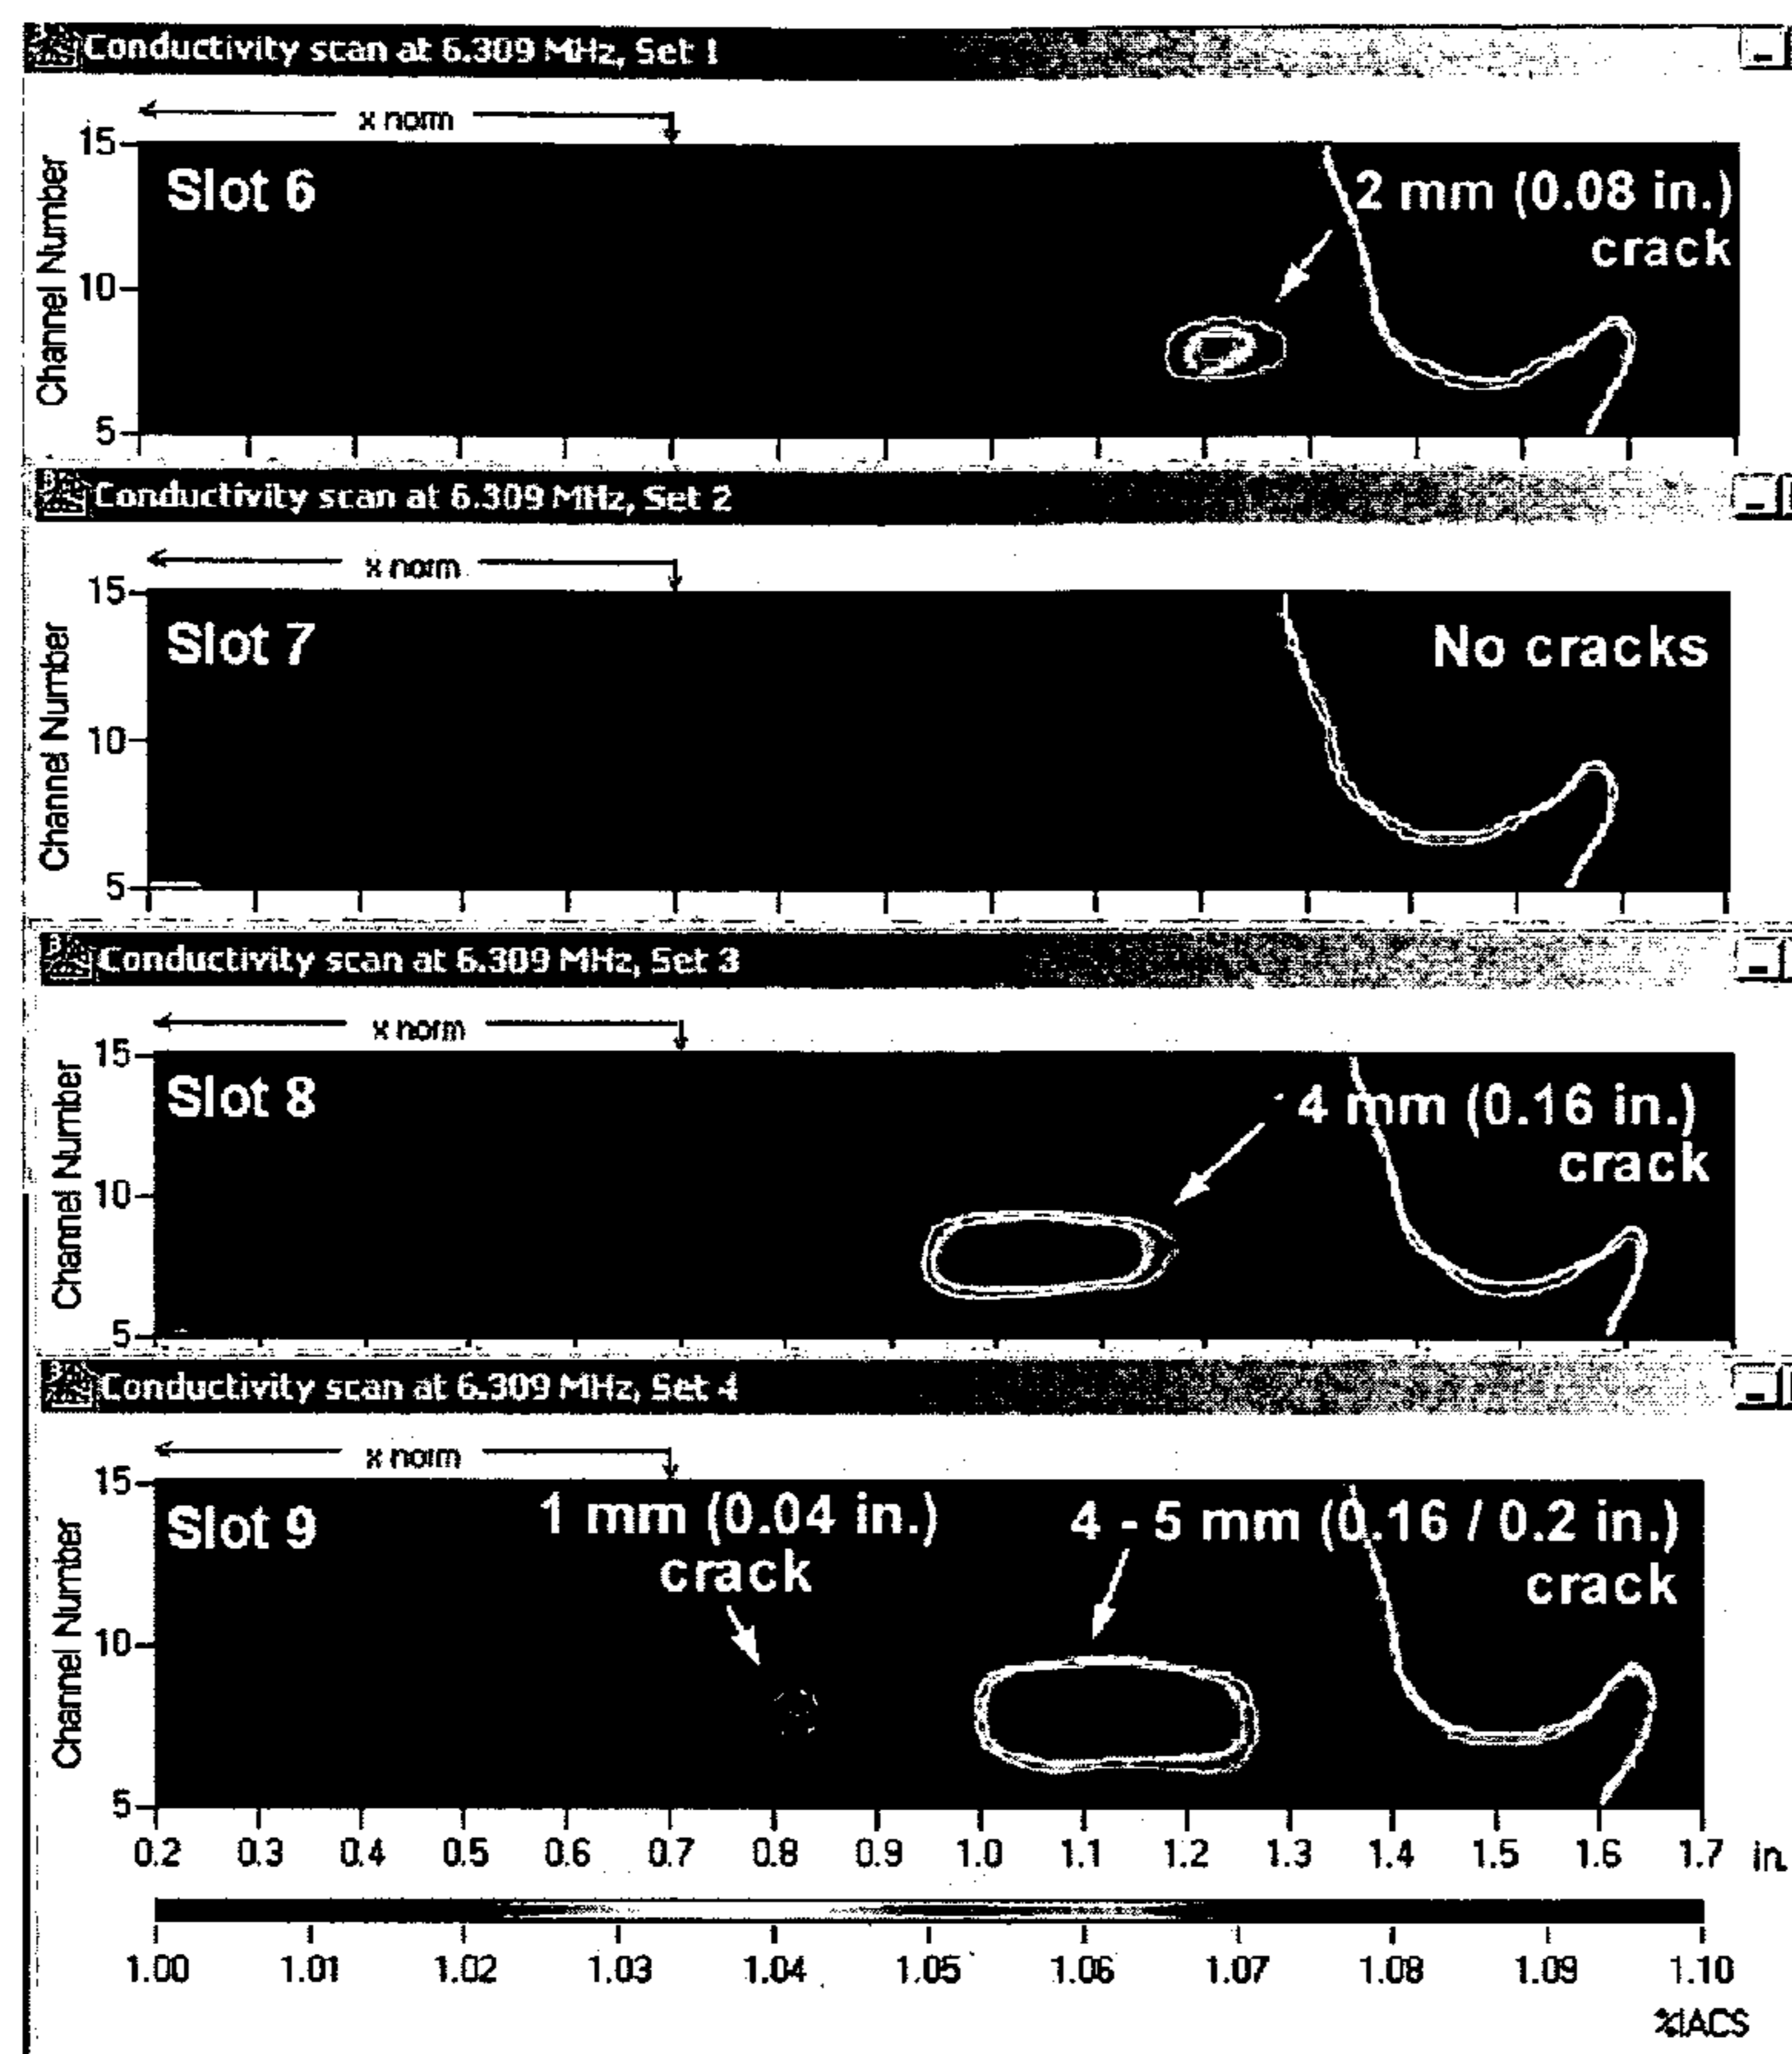 Conductivity scan at 6.309 MHz, Set 1
x norm
15
Slot 6
2 mm (0.08 in.)
crack
Channel Number
10
5
Conductivity scan at 6.309 MHz, Set 2
x norm
15
Slot 7
No cracks
Channel Number
10
5
Conductivity scan at 6.309 MHz, Set 3
x norm
15
Slot 8
4 mm (0.16 in.)
crack
Channel Number
10
5
Conductivity scan at 6.309 MHz, Set 4
x norm
15
Slot 9
1 mm (0.04 in.)
crack
4 - 5 mm (0.16 / 0.2 in.)
crack
Channel Number
10
5
0.2 0.3 0.4 0.5 0.6 0.7 0.8 0.9 1.0 1.1 1.2 1.3 1.4 1.5 1.6 1.7 in.
1.00 1.01 1.02 1.03 1.04 1.05 1.06 1.07 1.08 1.09 1.10
%IACS